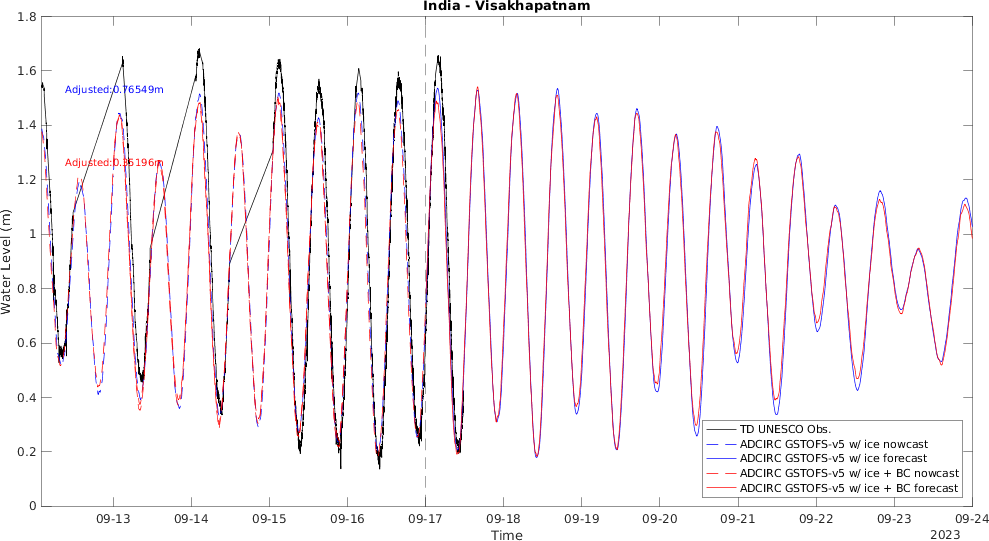 India - Visakhapatnam
1.8
1.6
1.4
1.2
1
0.8
0.6
0.4
0.2
0
Water Level (m)
Adjusted:0.76549m
Adjusted:0.35196m
TD UNESCO Obs.
ADCIRC GSTOFS-v5 w/ ice nowcast
ADCIRC GSTOFS-v5 w/ ice forecast
ADCIRC GSTOFS-v5 w/ ice + BC nowcast
ADCIRC GSTOFS-v5 w/ ice + BC forecast
09-13 09-14 09-15 09-16 09-17 09-18 09-19 09-20 09-21 09-22 09-23 09-24
Time
2023